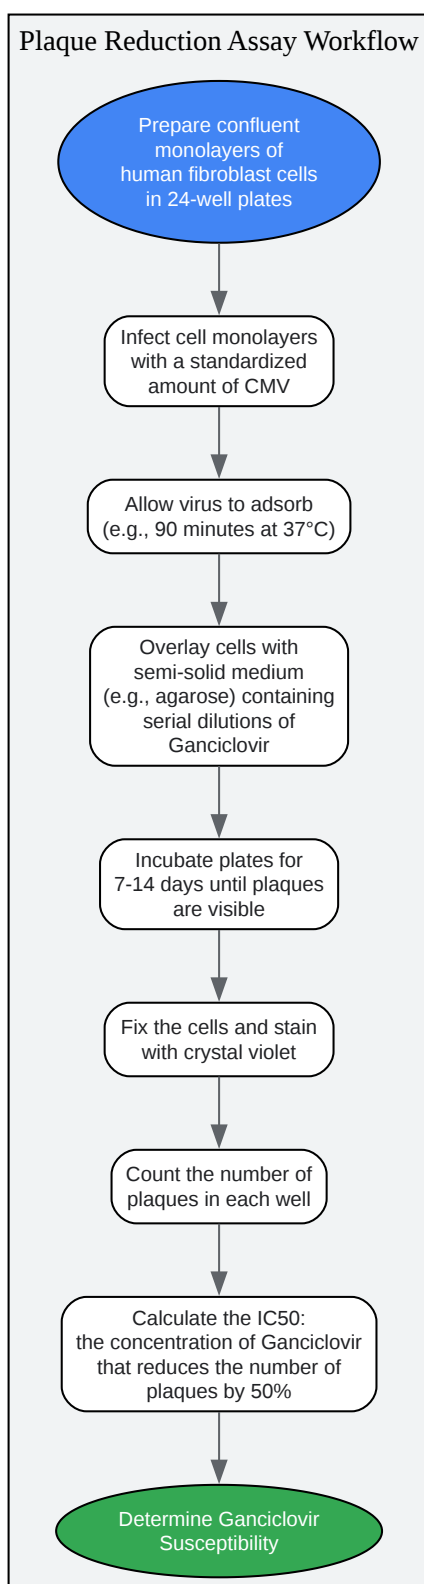 Plaque Reduction Assay Workflow
Prepare confluent
monolayers of
human fibroblast cells
in 24-well plates
Infect cell monolayers
with a standardized
amount of CMV
Allow virus to adsorb
(e.g., 90 minutes at 37°C)
Overlay cells with
semi-solid medium
(e.g., agarose) containing
serial dilutions of
Ganciclovir
Incubate plates for
7-14 days until plaques
are visible
Fix the cells and stain
with crystal violet
Count the number of
plaques in each well
Calculate the IC50:
the concentration of Ganciclovir
that reduces the number of
plaques by 50%
Determine Ganciclovir
Susceptibility